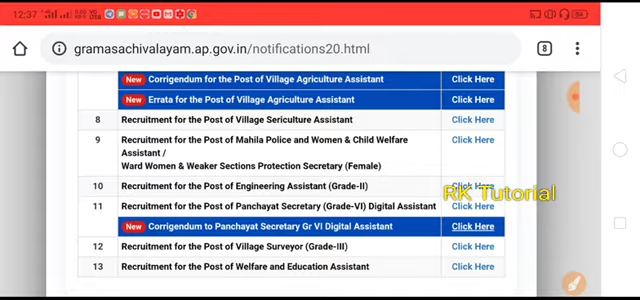 12:37
54
gramasachivalayam.ap.gov.in/notifications20.html
8
New Corrigendum for the Post of Village Agriculture Assistant Click Here
New Errata for the Post of Village Agriculture Assistant Click Here
8 Recruitment for the Post of Village Sericulture Assistant Click Here
9 Recruitment for the Post of Mahila Police and Women & Child Welfare Click Here
Assistant /
Ward Women & Weaker Sections Protection Secretary (Female)
10 Recruitment for the Post of Engineering Assistant (Grade-II) Click Here
RK Tutorial
11 Recruitment for the Post of Panchayat Secretary (Grade-VI) Digital Assistant Click Here
New Corrigendum to Panchayat Secretary Gr VI Digital Assistant Click Here
12 Recruitment for the Post of Village Surveyor (Grade-III) Click Here
13 Recruitment for the Post of Welfare and Education Assistant Click Here